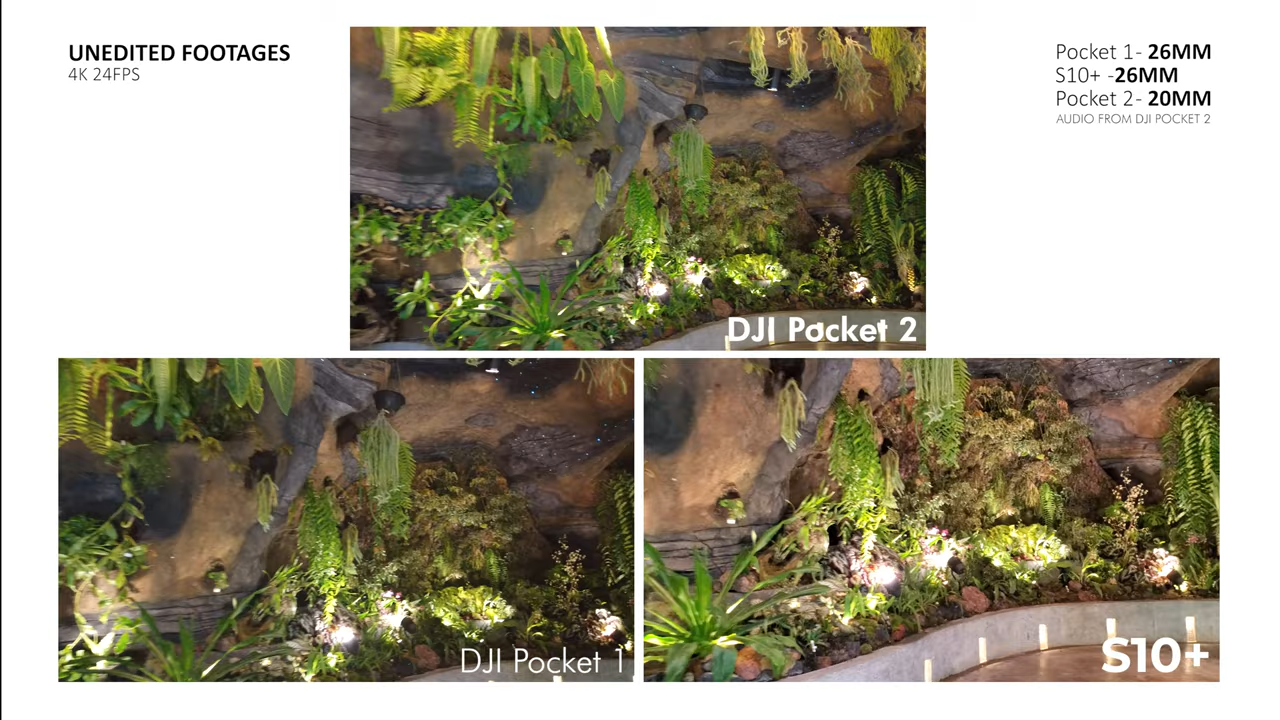 UNEDITED FOOTAGES
4K 24FPS
Pocket 1- 26MM
S10+ -26MM
Pocket 2- 20MM
AUDIO FROM DJI POCKET 2
DJI Pocket 2
DJI Pocket 1
S10+